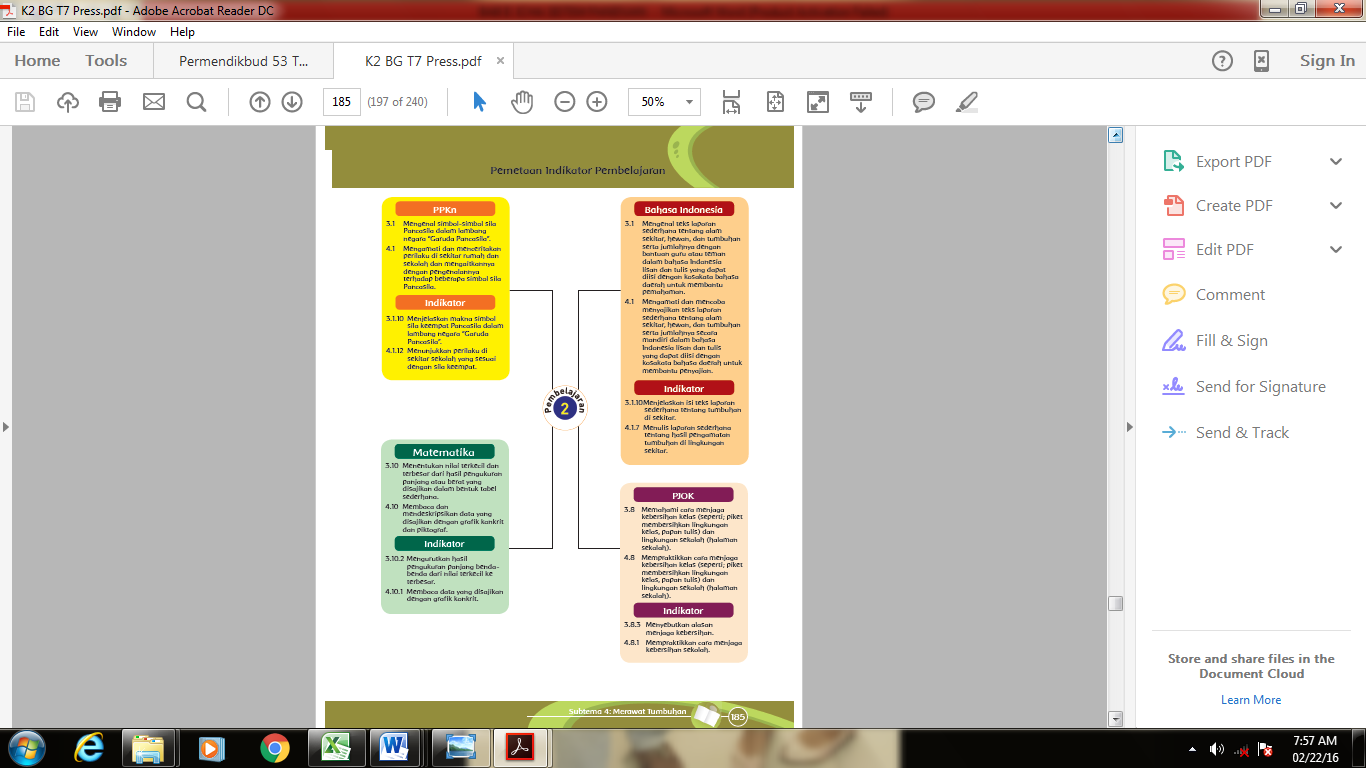 K2 BG T7 Press.pdf - Adobe Acrobat Reader DC
File Edit View Window Help
Home Tools Permendikbud 53 T... K2 BG T7 Press.pdf × Sign In
185 (197 of 240) 50%
Pemetaan Indikator Pembelajaran
PPKn
3.1 Mengenal simbol-simbol sila
Pancasila dalam lambang
negara "Garuda Pancasila".
4.1 Mengamati dan menceritakan
perilaku di sekitar rumah dan
sekolah dan mengaitkannya
dengan pengenalannya
terhadap beberapa simbol sila
Pancasila.
Indikator
3.1.10 Menjelaskan makna simbol
sila keempat Pancasila dalam
lambang negara "Garuda
Pancasila".
4.1.12 Menunjukkan perilaku di
sekitar sekolah yang sesuai
dengan sila keempat.
Bahasa Indonesia
3.1 Mengenal teks laporan
sederhana tentang alam
sekitar, hewan, dan tumbuhan
serta jumlahnya dengan
bantuan guru atau teman
dalam bahasa Indonesia
lisan dan tulis yang dapat
diisi dengan kosakata bahasa
daerah untuk membantu
pemahaman.
4.1 Mengamati dan mencoba
menyajikan teks laporan
sederhana tentang alam
sekitar, hewan, dan tumbuhan
serta jumlahnya secara
mandiri dalam bahasa
Indonesia lisan dan tulis
yang dapat diisi dengan
kosakata bahasa daerah untuk
membantu penyajian.
Indikator
3.1.10 Menjelaskan isi teks laporan
sederhana tentang tumbuhan
di sekitar.
4.1.7 Menulis laporan sederhana
tentang hasil pengamatan
tumbuhan di lingkungan
sekitar.
Pembelajaran
2
Matematika
3.10 Menentukan nilai terkecil dan
terbesar dari hasil pengukuran
panjang atau berat yang
disajikan dalam bentuk tabel
sederhana.
4.10 Membaca dan
mendeskripsikan data yang
disajikan dengan grafik konkrit
dan piktograf.
Indikator
3.10.2 Mengurutkan hasil
pengukuran panjang benda-
benda dari nilai terkecil ke
terbesar.
4.10.1 Membaca data yang disajikan
dengan grafik konkrit.
PJOK
3.8 Memahami cara menjaga
kebersihan kelas (seperti; piket
membersihkan lingkungan
kelas, papan tulis) dan
lingkungan sekolah (halaman
sekolah).
4.8 Mempraktikkan cara menjaga
kebersihan kelas (seperti; piket
membersihkan lingkungan
kelas, papan tulis) dan
lingkungan sekolah (halaman
sekolah).
Indikator
3.8.3 Menyebutkan alasan
menjaga kebersihan.
4.8.1 Mempraktikkan cara menjaga
kebersihan sekolah.
Subtema 4: Merawat Tumbuhan 185
Export PDF
Create PDF
Edit PDF
Comment
Fill & Sign
Send for Signature
Send & Track
Store and share files in the
Document Cloud
Learn More
7:57 AM
02/22/16